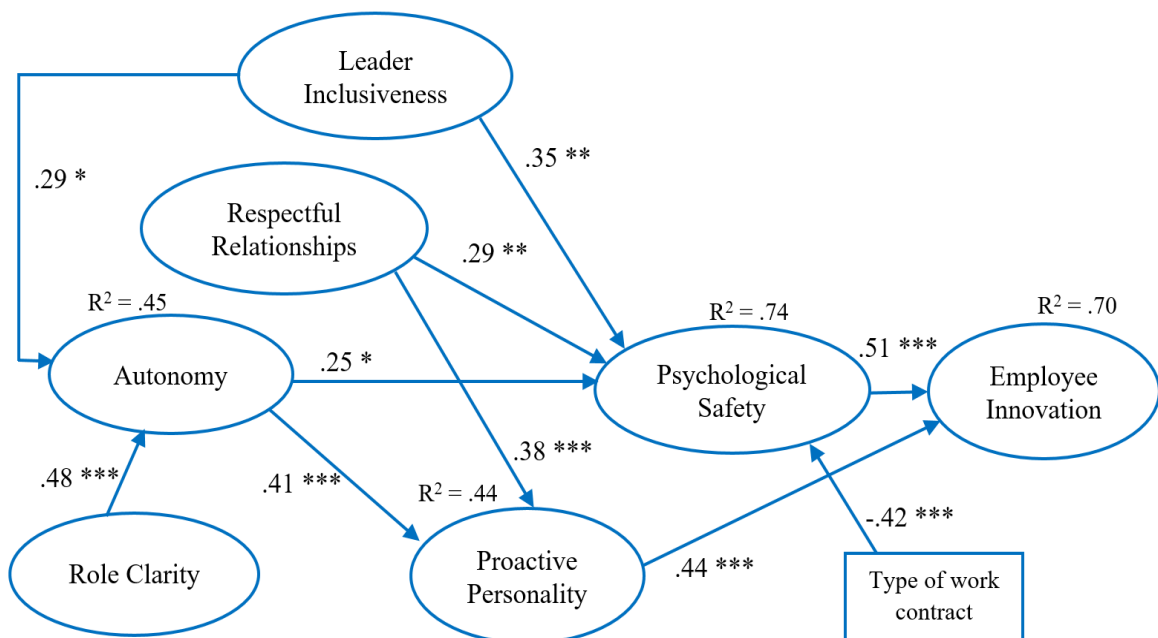 Leader
Inclusiveness
.29 *
.35 **
Respectful
Relationships
.29 **
R² = .45
R² = .74
R² = .70
Autonomy
.25 *
Psychological
Safety
.51 ***
Employee
Innovation
.48 ***
.41 ***
.38 ***
R² = .44
-.42 ***
Role Clarity
Proactive
Personality
.44 ***
Type of work
contract